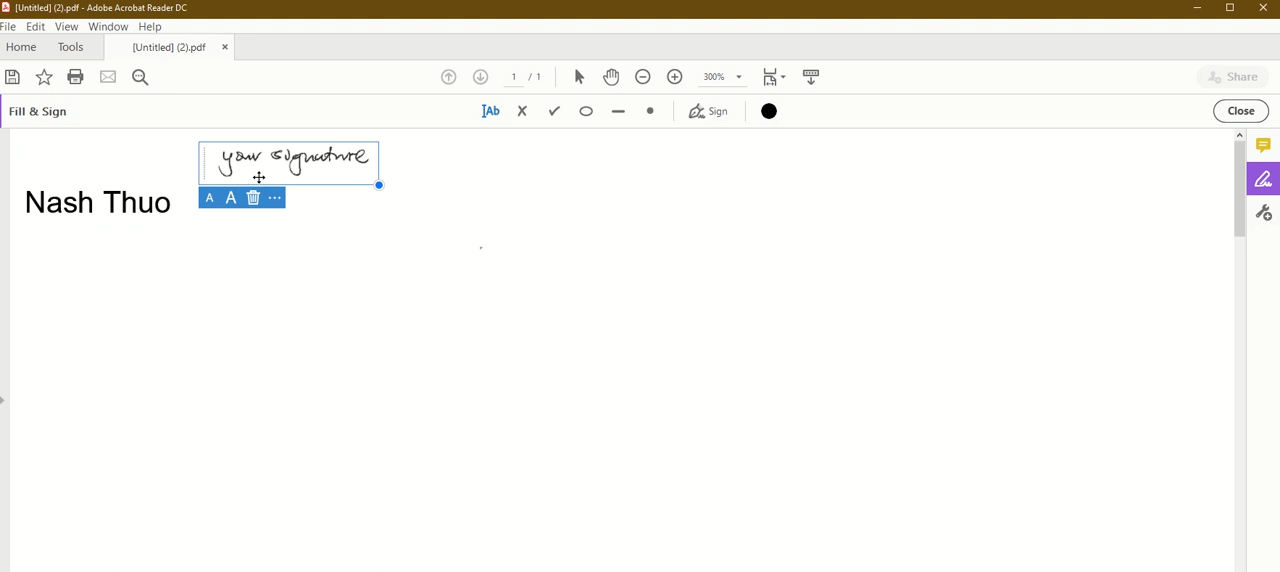 [Untitled] (2).pdf - Adobe Acrobat Reader DC
File Edit View Window Help
Home Tools [Untitled] (2).pdf ×
1 / 1 300% Share
Fill & Sign Ab Sign Close
your signature
A A ...
Nash Thuo